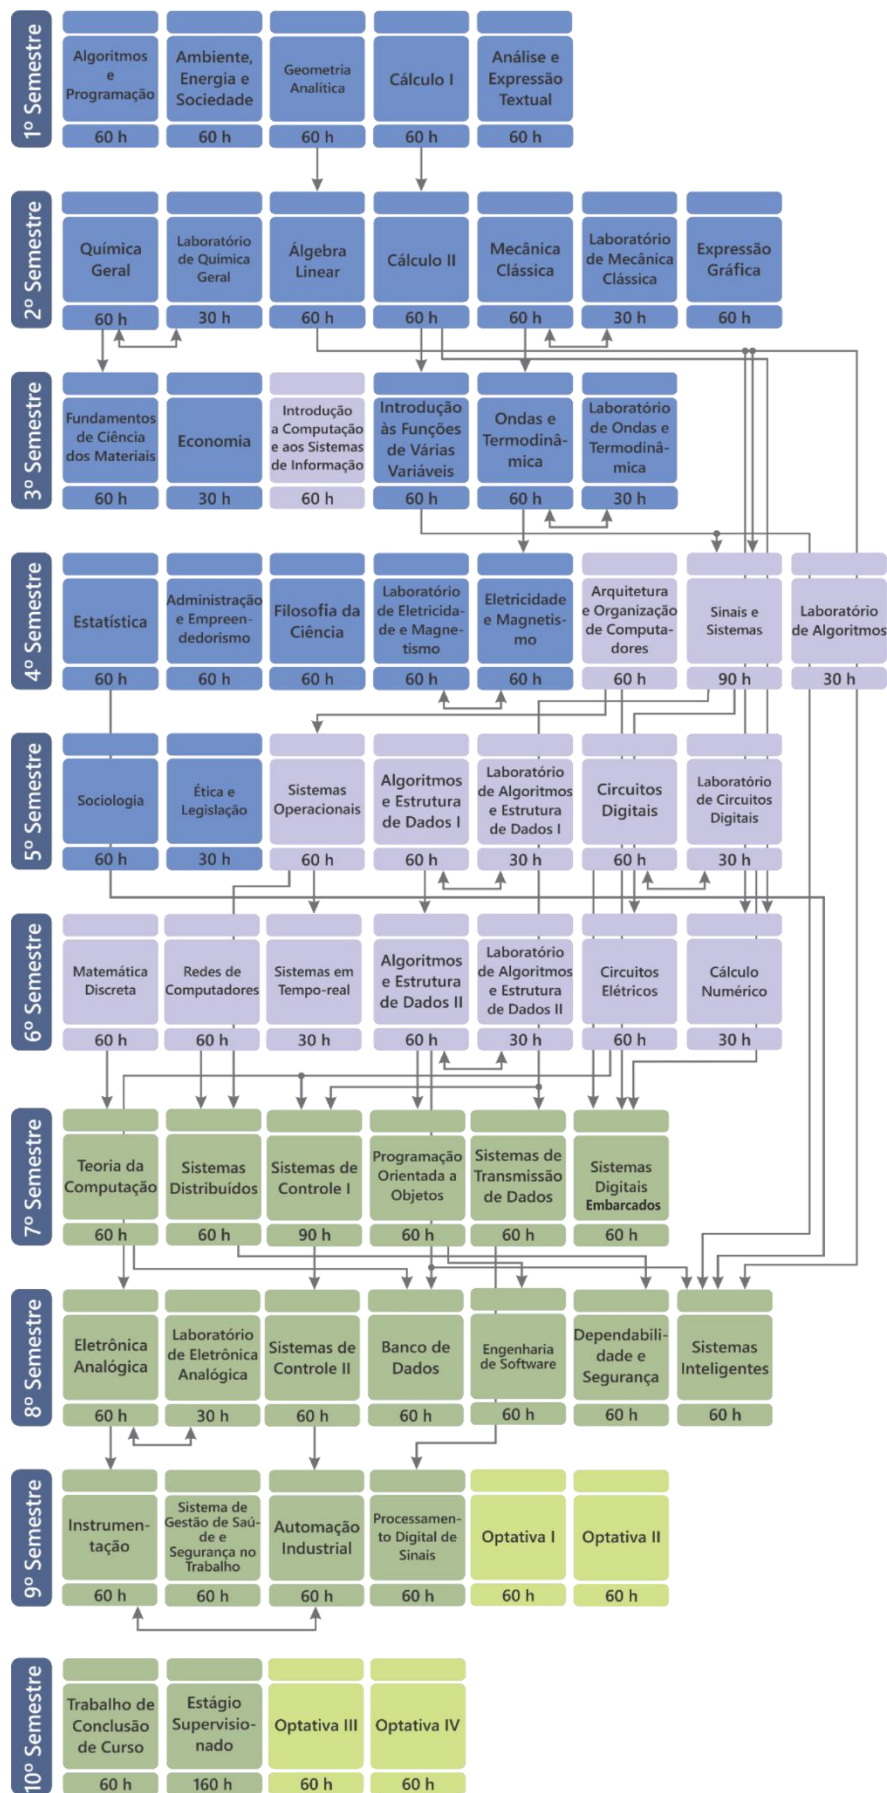 1º Semestre
Algoritmos
e
Programação
60 h
Ambiente,
Energia e
Sociedade
60 h
Geometria
Analítica
60 h
Cálculo I
60 h
Análise e
Expressão
Textual
60 h
2º Semestre
Química
Geral
60 h
Laboratório
de Química
Geral
30 h
Álgebra
Linear
60 h
Cálculo II
60 h
Mecânica
Clássica
60 h
Laboratório
de Mecânica
Clássica
30 h
Expressão
Gráfica
60 h
3º Semestre
Fundamentos
de Ciência
dos Materiais
60 h
Economia
30 h
Introdução
a Computação
e aos Sistemas
de Informação
60 h
Introdução
às Funções
de Várias
Variáveis
60 h
Ondas e
Termodinâ-
mica
60 h
Laboratório
de Ondas e
Termodinâ-
mica
30 h
4º Semestre
Estatística
60 h
Administração
e Empreen-
dedorismo
60 h
Filosofia da
Ciência
60 h
Laboratório
de Eletricida-
de e Magne-
tismo
60 h
Eletricidade
e Magnetis-
mo
60 h
Arquitetura
e Organização
de Computa-
dores
60 h
Sinais e
Sistemas
90 h
Laboratório
de Algoritmos
30 h
5º Semestre
Sociologia
60 h
Ética e
Legislação
30 h
Sistemas
Operacionais
60 h
Algoritmos
e Estrutura
de Dados I
60 h
Laboratório
de Algoritmos
e Estrutura
de Dados I
30 h
Circuitos
Digitais
60 h
Laboratório
de Circuitos
Digitais
30 h
6º Semestre
Matemática
Discreta
60 h
Redes de
Computadores
60 h
Sistemas em
Tempo-real
30 h
Algoritmos
e Estrutura
de Dados II
60 h
Laboratório
de Algoritmos
e Estrutura
de Dados II
30 h
Circuitos
Elétricos
60 h
Cálculo
Numérico
30 h
7º Semestre
Teoria da
Computação
60 h
Sistemas
Distribuídos
60 h
Sistemas de
Controle I
90 h
Programação
Orientada a
Objetos
60 h
Sistemas de
Transmissão
de Dados
60 h
Sistemas
Digitais
Embarcados
60 h
8º Semestre
Eletrônica
Analógica
60 h
Laboratório
de Eletrônica
Analógica
30 h
Sistemas de
Controle II
60 h
Banco de
Dados
60 h
Engenharia
de Software
60 h
Dependabili-
dade e
Segurança
60 h
Sistemas
Inteligentes
60 h
9º Semestre
Instrumen-
tação
60 h
Sistema de
Gestão de Saú-
de e
Segurança no
Trabalho
60 h
Automação
Industrial
60 h
Processamen-
to Digital de
Sinais
60 h
Optativa I
60 h
Optativa II
60 h
10º Semestre
Trabalho de
Conclusão
de Curso
60 h
Estágio
Supervisio-
nado
160 h
Optativa III
60 h
Optativa IV
60 h